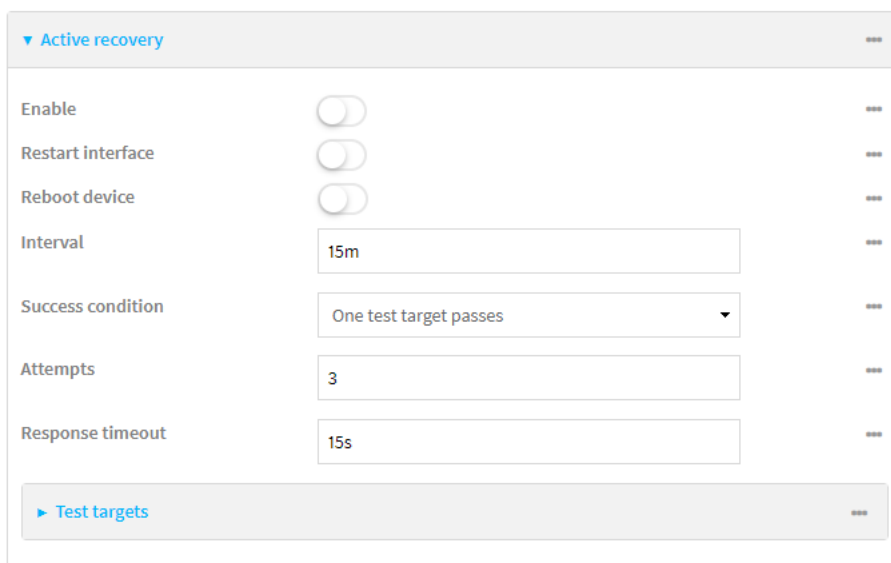 Active recovery
Enable
Restart interface
Reboot device
Interval
15m
Success condition
One test target passes
Attempts
3
Response timeout
15s
Test targets